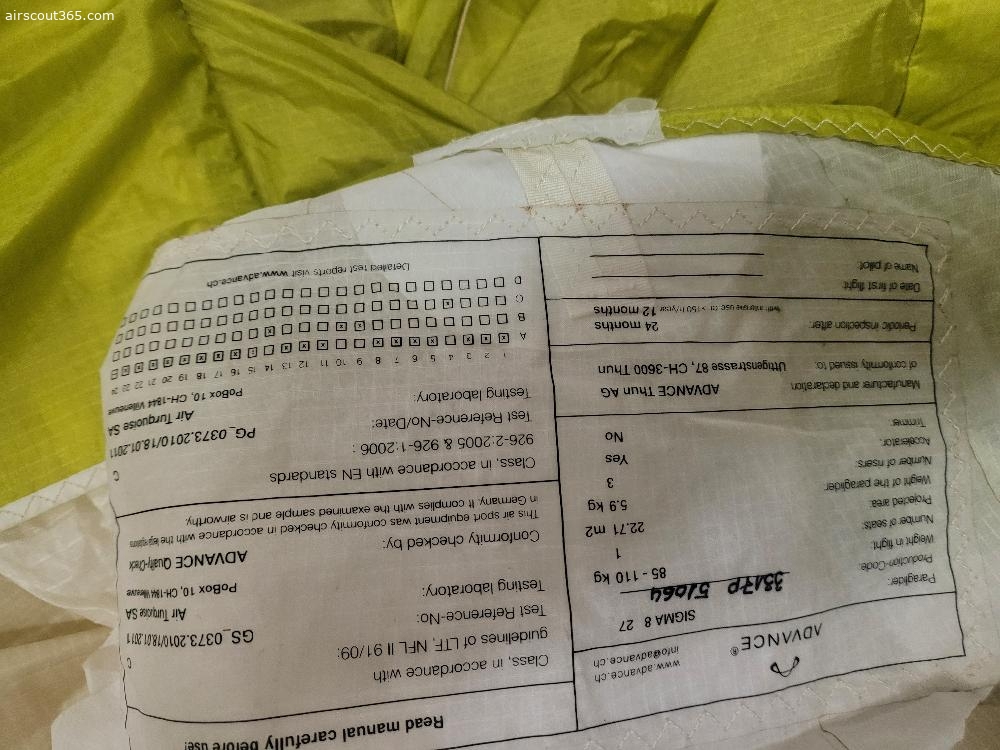 airscout365.com
Read manual carefully before use!
ADVANCE®
www.advance.ch
info@advance.ch
Paraglider: SIGMA 8 27
Production-Code: 51064
Weight in flight: 85 - 110 kg
Number of seats: 1
Projected area: 22.71 m2
Weight of the paraglider: 5.9 kg
Number of risers: 3
Accelerator: Yes
Trimmer: No
Manufacturer and declaration
of conformity issued to:
ADVANCE Thun AG
Uttigenstrasse 87, CH-3600 Thun
Periodic inspection after: 24 months
with intensive use (or >150 h/year) 12 months
Date of first flight
Name of pilot
Class, in accordance with
guidelines of LTF, NFL II 91/09: C
Test Reference-No: GS_0373.2010/18.01.2011
Testing laboratory: Air Turquoise SA
PoBox 10, CH-1844 Villeneuve
Conformity checked by: ADVANCE Quality-Check
This air sport equipment was conformity checked in accordance with the legal regulations
in Germany. It complies with the examined sample and is airworthy.
Class, in accordance with EN standards
926-2:2005 & 926-1:2006 : C
Test Reference-No/Date: PG_0373.2010/18.01.2011
Testing laboratory: Air Turquoise SA
PoBox 10, CH-1844 Villeneuve
1 2 3 4 5 6 7 8 9 10 11 12 13 14 15 16 17 18 19 20 21 22 23 24
A
B
C
D
Detailed test reports visit www.advance.ch